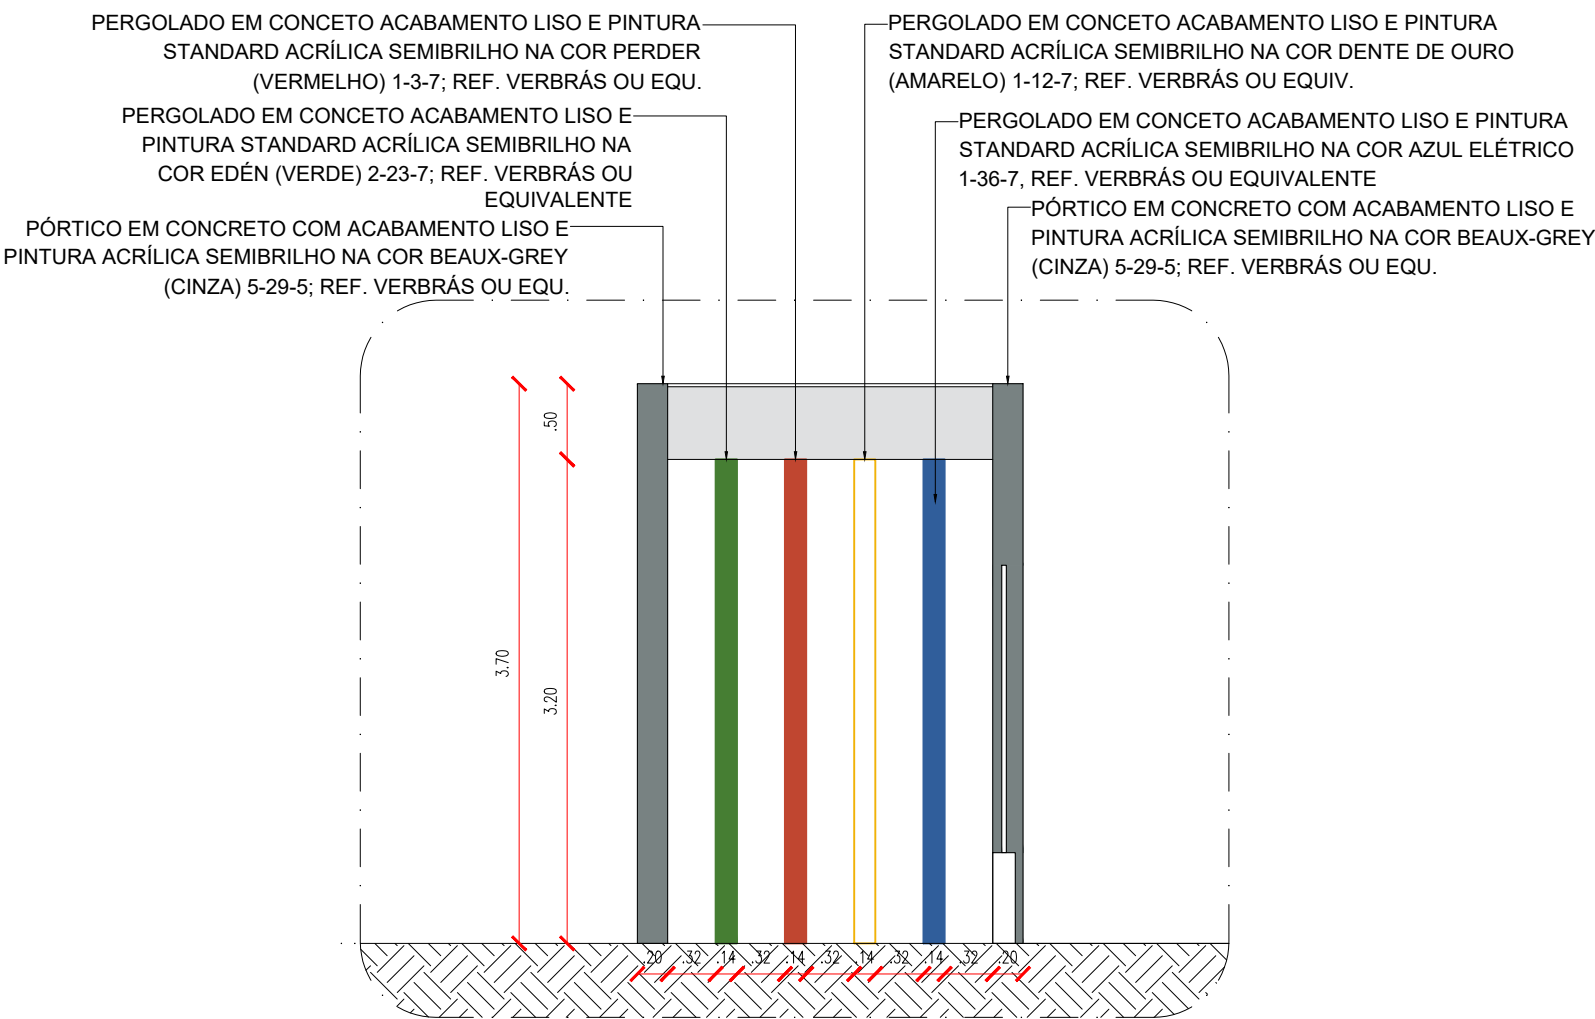 PERGOLADO EM CONCETO ACABAMENTO LISO E PINTURA
STANDARD ACRÍLICA SEMIBRILHO NA COR PERDER
(VERMELHO) 1-3-7; REF. VERBRÁS OU EQU.
PERGOLADO EM CONCETO ACABAMENTO LISO E
PINTURA STANDARD ACRÍLICA SEMIBRILHO NA
COR EDÉN (VERDE) 2-23-7; REF. VERBRÁS OU
EQUIVALENTE
PÓRTICO EM CONCRETO COM ACABAMENTO LISO E
PINTURA ACRÍLICA SEMIBRILHO NA COR BEAUX-GREY
(CINZA) 5-29-5; REF. VERBRÁS OU EQU.
PERGOLADO EM CONCETO ACABAMENTO LISO E PINTURA
STANDARD ACRÍLICA SEMIBRILHO NA COR DENTE DE OURO
(AMARELO) 1-12-7; REF. VERBRÁS OU EQUIV.
PERGOLADO EM CONCETO ACABAMENTO LISO E PINTURA
STANDARD ACRÍLICA SEMIBRILHO NA COR AZUL ELÉTRICO
1-36-7, REF. VERBRÁS OU EQUIVALENTE
PÓRTICO EM CONCRETO COM ACABAMENTO LISO E
PINTURA ACRÍLICA SEMIBRILHO NA COR BEAUX-GREY
(CINZA) 5-29-5; REF. VERBRÁS OU EQU.
.50
3.70
3.20
.20 .32 .14 .32 .14 .32 .14 .32 .14 .32 .20